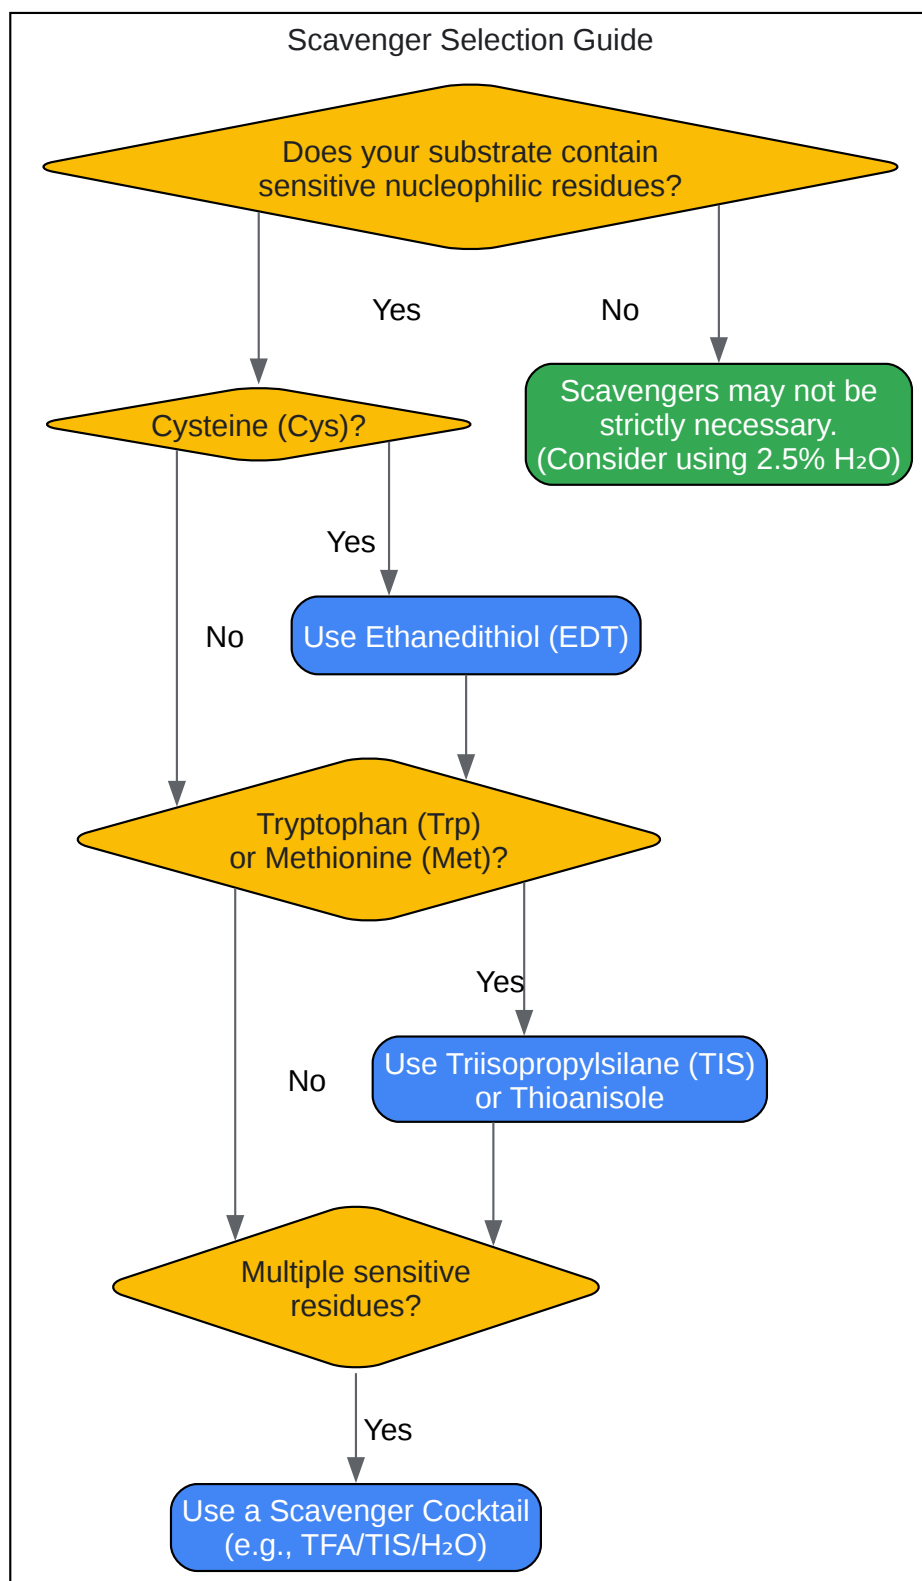 Scavenger Selection Guide
Does your substrate contain
sensitive nucleophilic residues?
Yes
No
Scavengers may not be
strictly necessary.
(Consider using 2.5% H₂O)
Cysteine (Cys)?
Yes
No
Use Ethanedithiol (EDT)
Tryptophan (Trp)
or Methionine (Met)?
Yes
No
Use Triisopropylsilane (TIS)
or Thioanisole
Multiple sensitive
residues?
Yes
Use a Scavenger Cocktail
(e.g., TFA/TIS/H₂O)